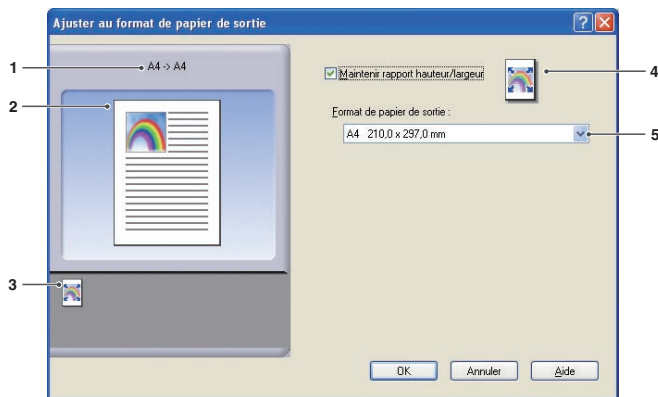 Ajuster au format de papier de sortie
1
A4 -> A4
2
3
Maintenir rapport hauteur/largeur
4
Format de papier de sortie :
A4 210,0 x 297,0 mm
5
OK
Annuler
Aide